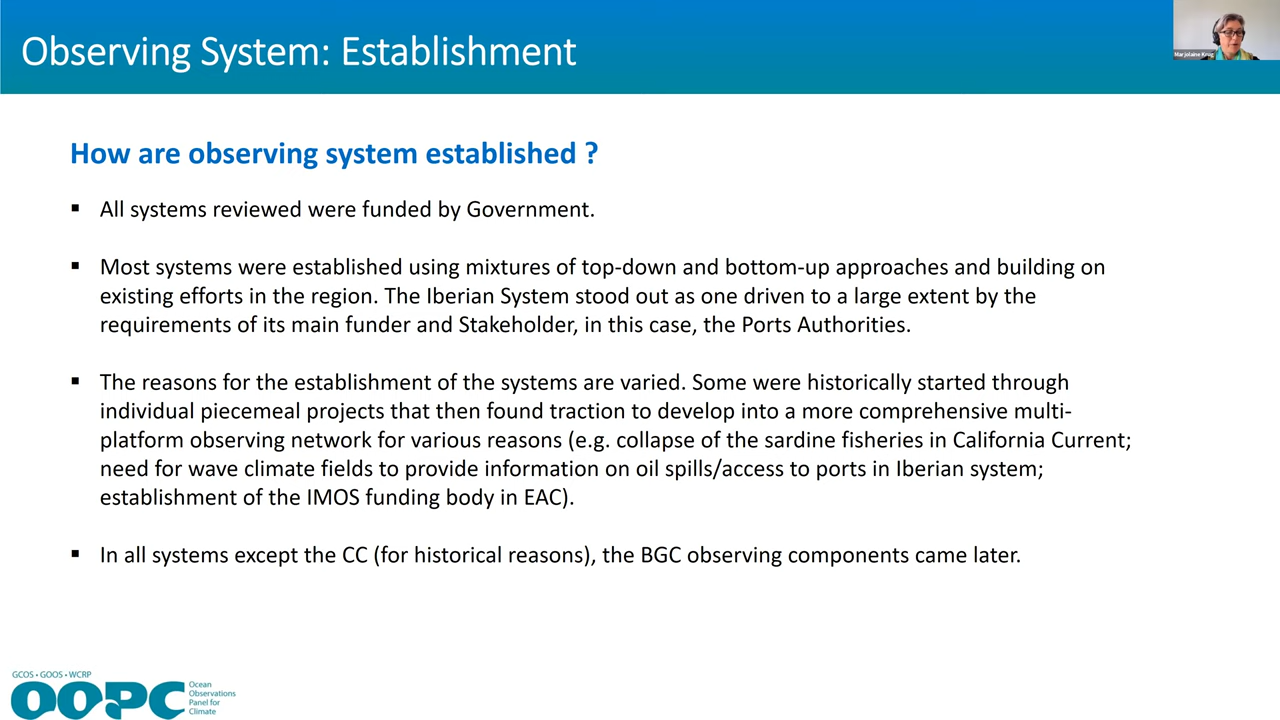 Observing System: Establishment
Marjolaine Krug
How are observing system established ?
▪ All systems reviewed were funded by Government.
▪ Most systems were established using mixtures of top-down and bottom-up approaches and building on
existing efforts in the region. The Iberian System stood out as one driven to a large extent by the
requirements of its main funder and Stakeholder, in this case, the Ports Authorities.
▪ The reasons for the establishment of the systems are varied. Some were historically started through
individual piecemeal projects that then found traction to develop into a more comprehensive multi-
platform observing network for various reasons (e.g. collapse of the sardine fisheries in California Current;
need for wave climate fields to provide information on oil spills/access to ports in Iberian system;
establishment of the IMOS funding body in EAC).
▪ In all systems except the CC (for historical reasons), the BGC observing components came later.
GCOS • GOOS • WCRP
OOPC
Ocean
Observations
Panel for
Climate